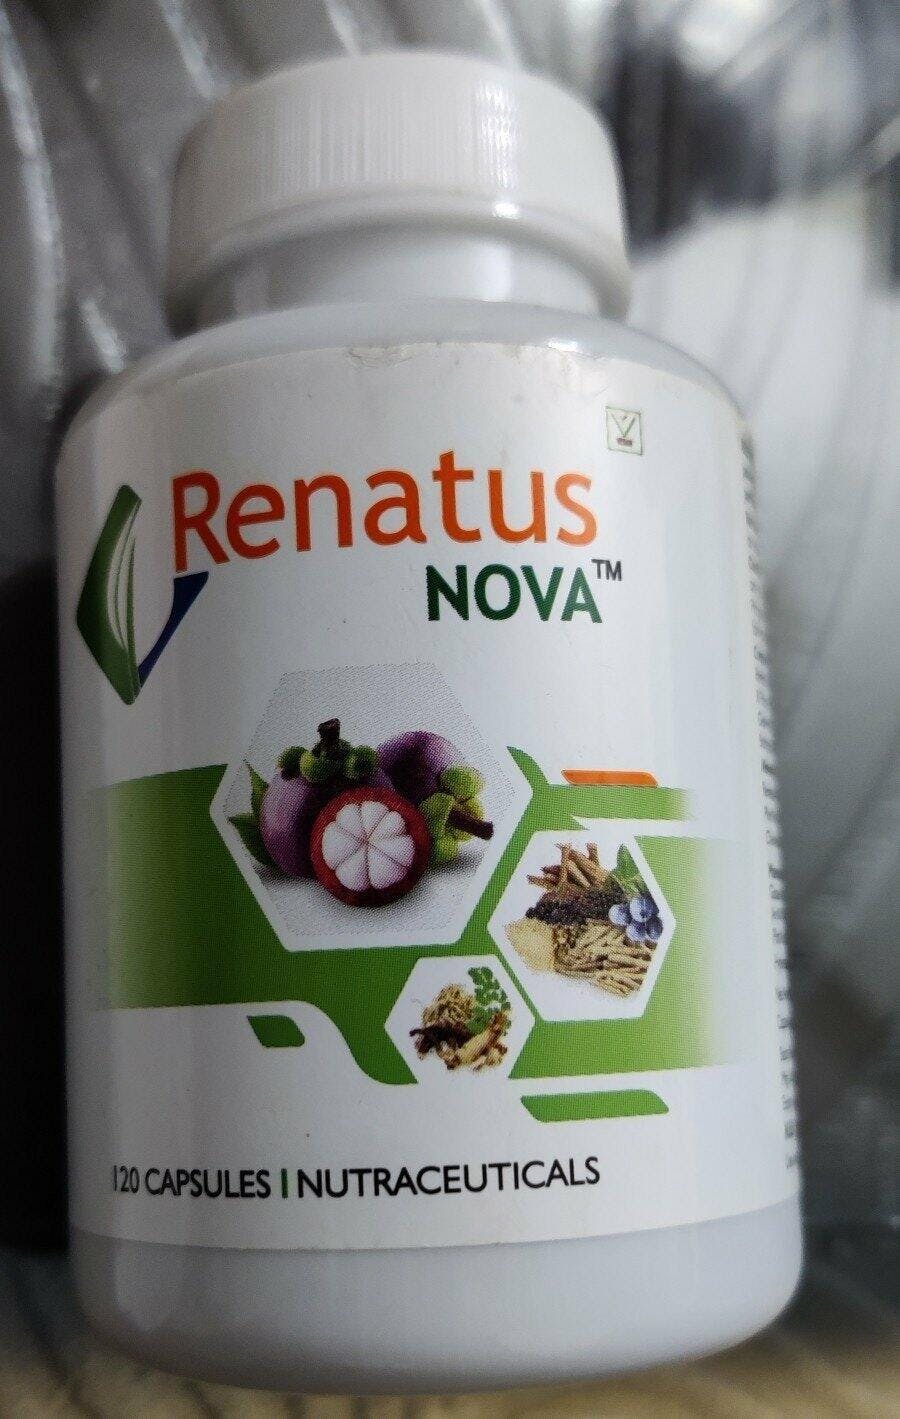 Renatus
NOVA™
120 CAPSULES | NUTRACEUTICALS